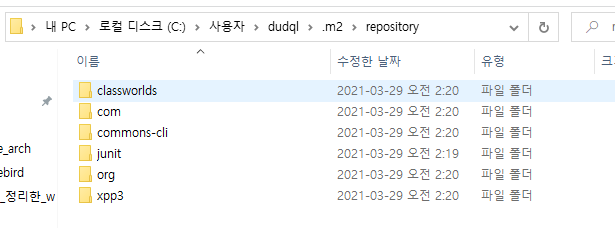 내 PC > 로컬 디스크 (C:) > 사용자 > dudql > .m2 > repository
이름 수정한 날짜 유형 크기
classworlds 2021-03-29 오전 2:20 파일 폴더
com 2021-03-29 오전 2:20 파일 폴더
commons-cli 2021-03-29 오전 2:20 파일 폴더
junit 2021-03-29 오전 2:19 파일 폴더
e_arch
org 2021-03-29 오전 2:20 파일 폴더
ebird
xpp3 2021-03-29 오전 2:20 파일 폴더
_정리한_w